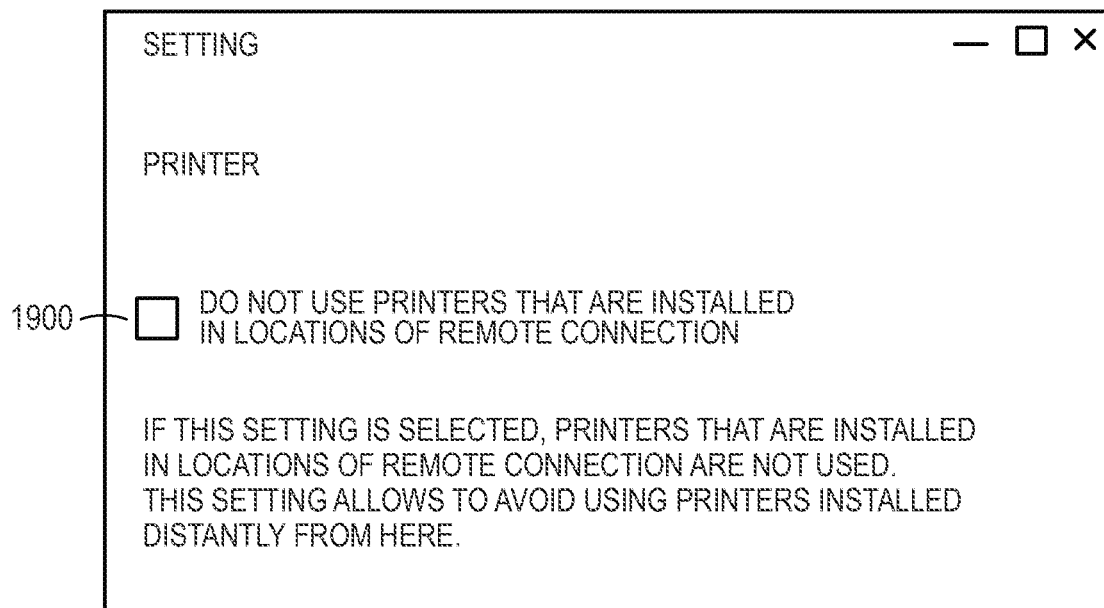 SETTING
PRINTER
1900
DO NOT USE PRINTERS THAT ARE INSTALLED
IN LOCATIONS OF REMOTE CONNECTION
IF THIS SETTING IS SELECTED, PRINTERS THAT ARE INSTALLED
IN LOCATIONS OF REMOTE CONNECTION ARE NOT USED.
THIS SETTING ALLOWS TO AVOID USING PRINTERS INSTALLED
DISTANTLY FROM HERE.